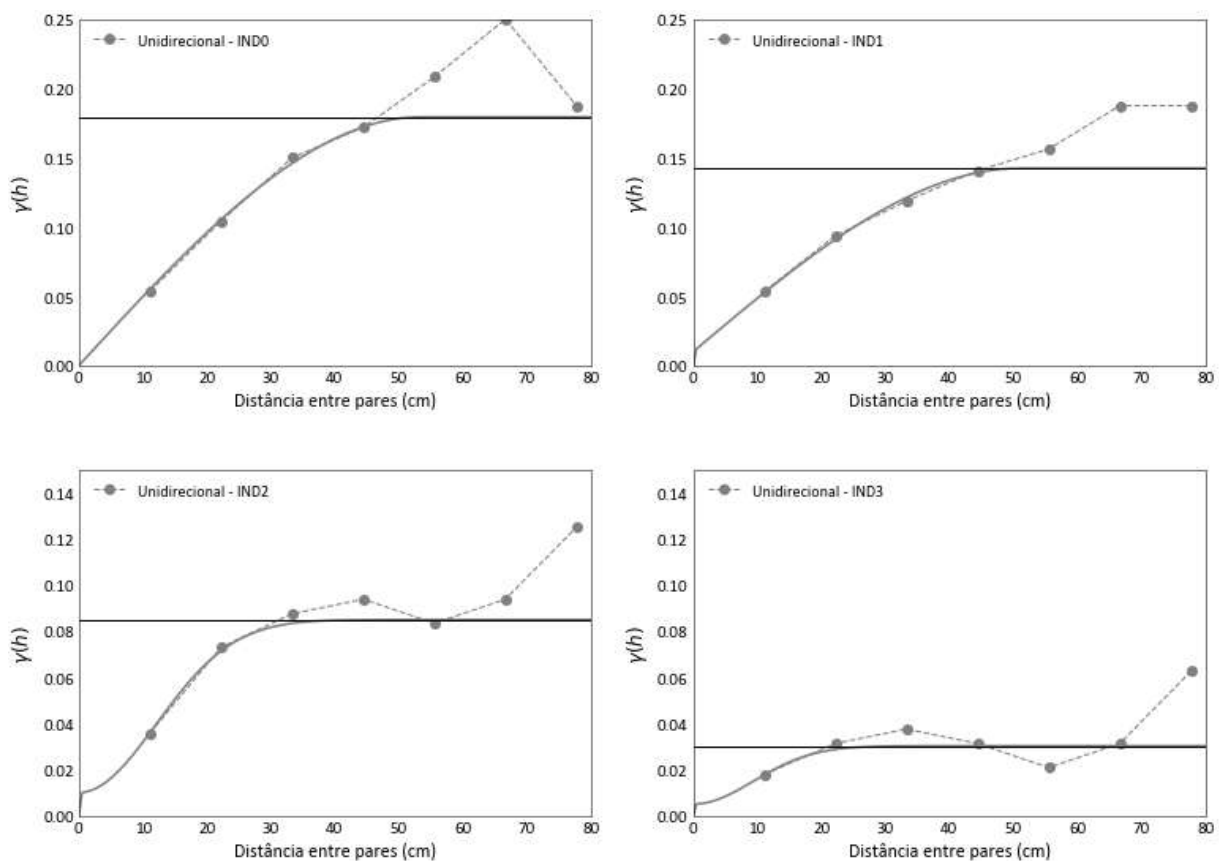 0.25
Unidirecional - IND0
0.20
0.15
γ(h)
0.10
0.05
0.00
0 10 20 30 40 50 60 70 80
Distância entre pares (cm)
0.25
Unidirecional - IND1
0.20
0.15
γ(h)
0.10
0.05
0.00
0 10 20 30 40 50 60 70 80
Distância entre pares (cm)
Unidirecional - IND2
0.14
0.12
0.10
0.08
γ(h)
0.06
0.04
0.02
0.00
0 10 20 30 40 50 60 70 80
Distância entre pares (cm)
Unidirecional - IND3
0.14
0.12
0.10
0.08
γ(h)
0.06
0.04
0.02
0.00
0 10 20 30 40 50 60 70 80
Distância entre pares (cm)